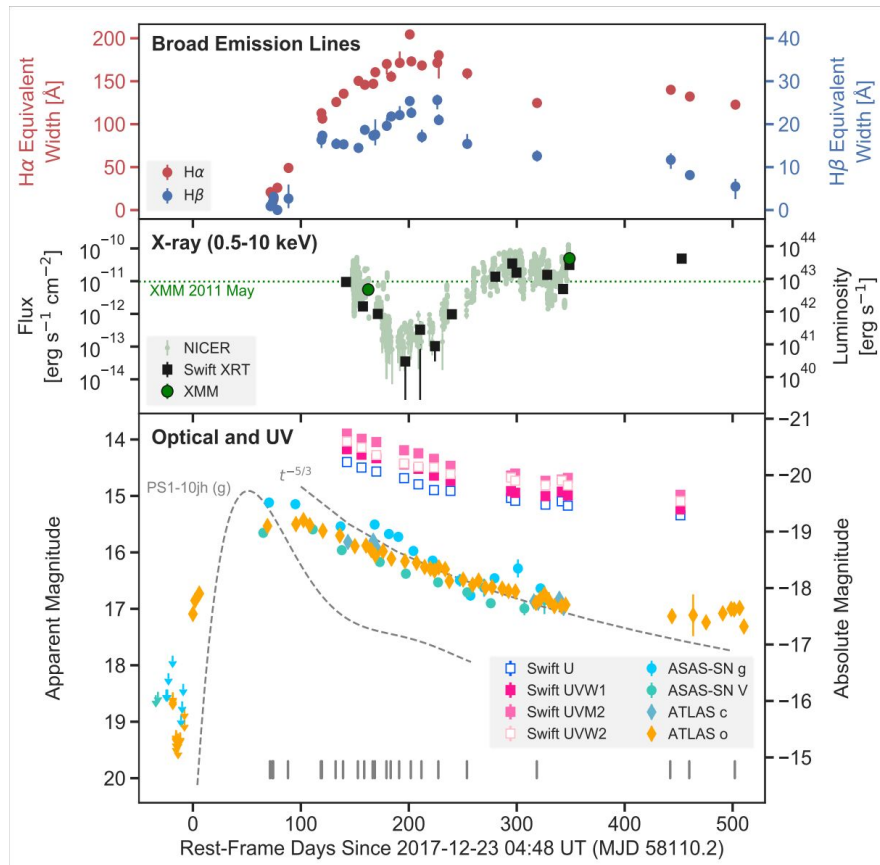 Broad Emission Lines
Hα Equivalent
Width [Å]
200
150
100
50
0
Hα
Hβ
40
30
20
10
0
Hβ Equivalent
Width [Å]
X-ray (0.5-10 keV)
Flux
[erg s⁻¹ cm⁻²]
10⁻¹⁰
10⁻¹¹
10⁻¹²
10⁻¹³
10⁻¹⁴
XMM 2011 May
NICER
Swift XRT
XMM
10⁴⁴
10⁴³
10⁴²
10⁴¹
10⁴⁰
Luminosity
[erg s⁻¹]
Optical and UV
Apparent Magnitude
14
15
16
17
18
19
20
PS1-10jh (g)
t⁻⁵/³
Swift U
Swift UVW1
Swift UVM2
Swift UVW2
ASAS-SN g
ASAS-SN V
ATLAS c
ATLAS o
−21
−20
−19
−18
−17
−16
−15
Absolute Magnitude
0 100 200 300 400 500
Rest-Frame Days Since 2017-12-23 04:48 UT (MJD 58110.2)